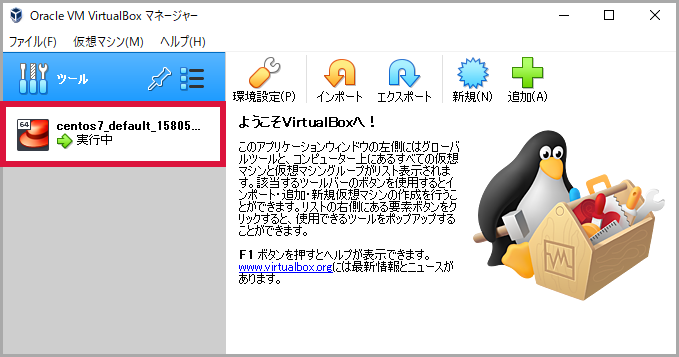 Oracle VM VirtualBox マネージャー
ファイル(F) 仮想マシン(M) ヘルプ(H)
ツール
環境設定(P) インポート エクスポート 新規(N) 追加(A)
64
centos7_default_15805...
実行中
ようこそVirtualBoxへ！
このアプリケーションウィンドウの左側にはグローバ
ルツールと、コンピューター上にあるすべての仮想
マシンと仮想マシングループがリスト表示されま
す。該当するツールバーのボタンを使用するとイ
ンポート・追加・新規仮想マシンの作成を行うこ
とができます。リストの右側にある要素ボタンをク
リックすると、使用できるツールをポップアップする
ことができます。
F1 ボタンを押すとヘルプが表示できます。
www.virtualbox.orgには最新情報とニュースが
あります。